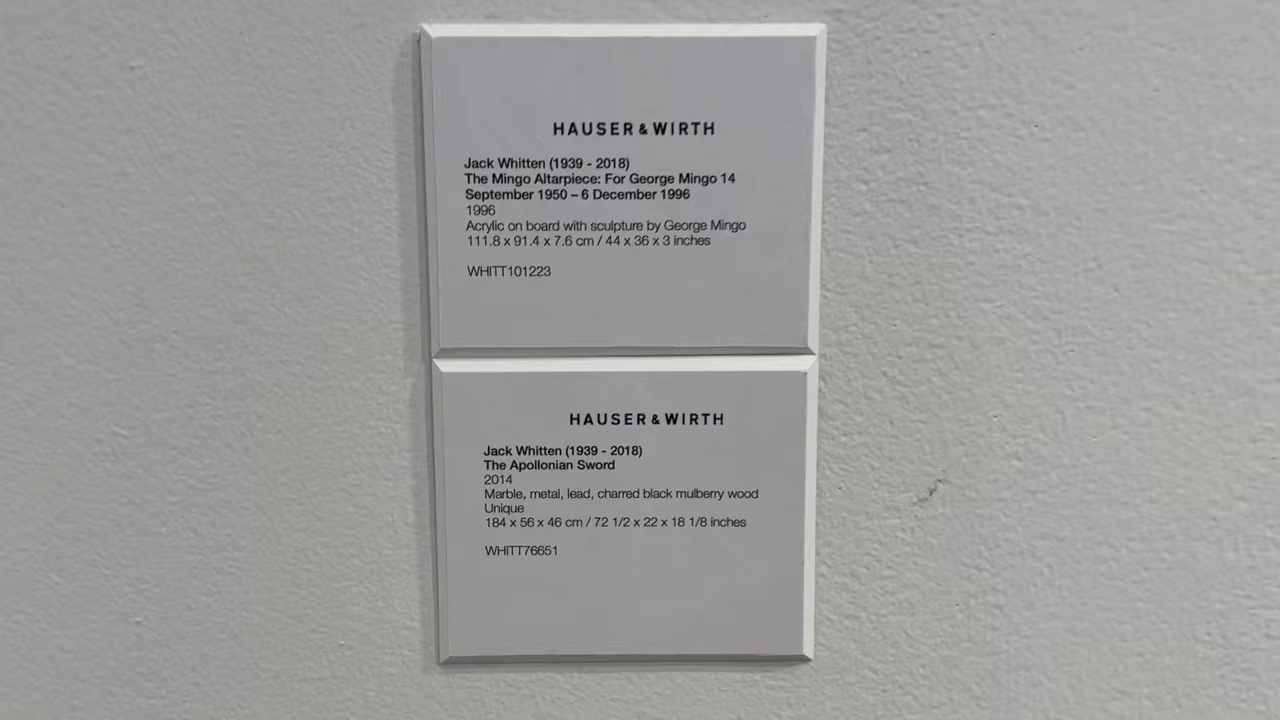 HAUSER & WIRTH
Jack Whitten (1939 - 2018)
The Mingo Altarpiece: For George Mingo 14
September 1950 – 6 December 1996
1996
Acrylic on board with sculpture by George Mingo
111.8 x 91.4 x 7.6 cm / 44 x 36 x 3 inches
WHITT101223
HAUSER & WIRTH
Jack Whitten (1939 - 2018)
The Apollonian Sword
2014
Marble, metal, lead, charred black mulberry wood
Unique
184 x 56 x 46 cm / 72 1/2 x 22 x 18 1/8 inches
WHITT76651